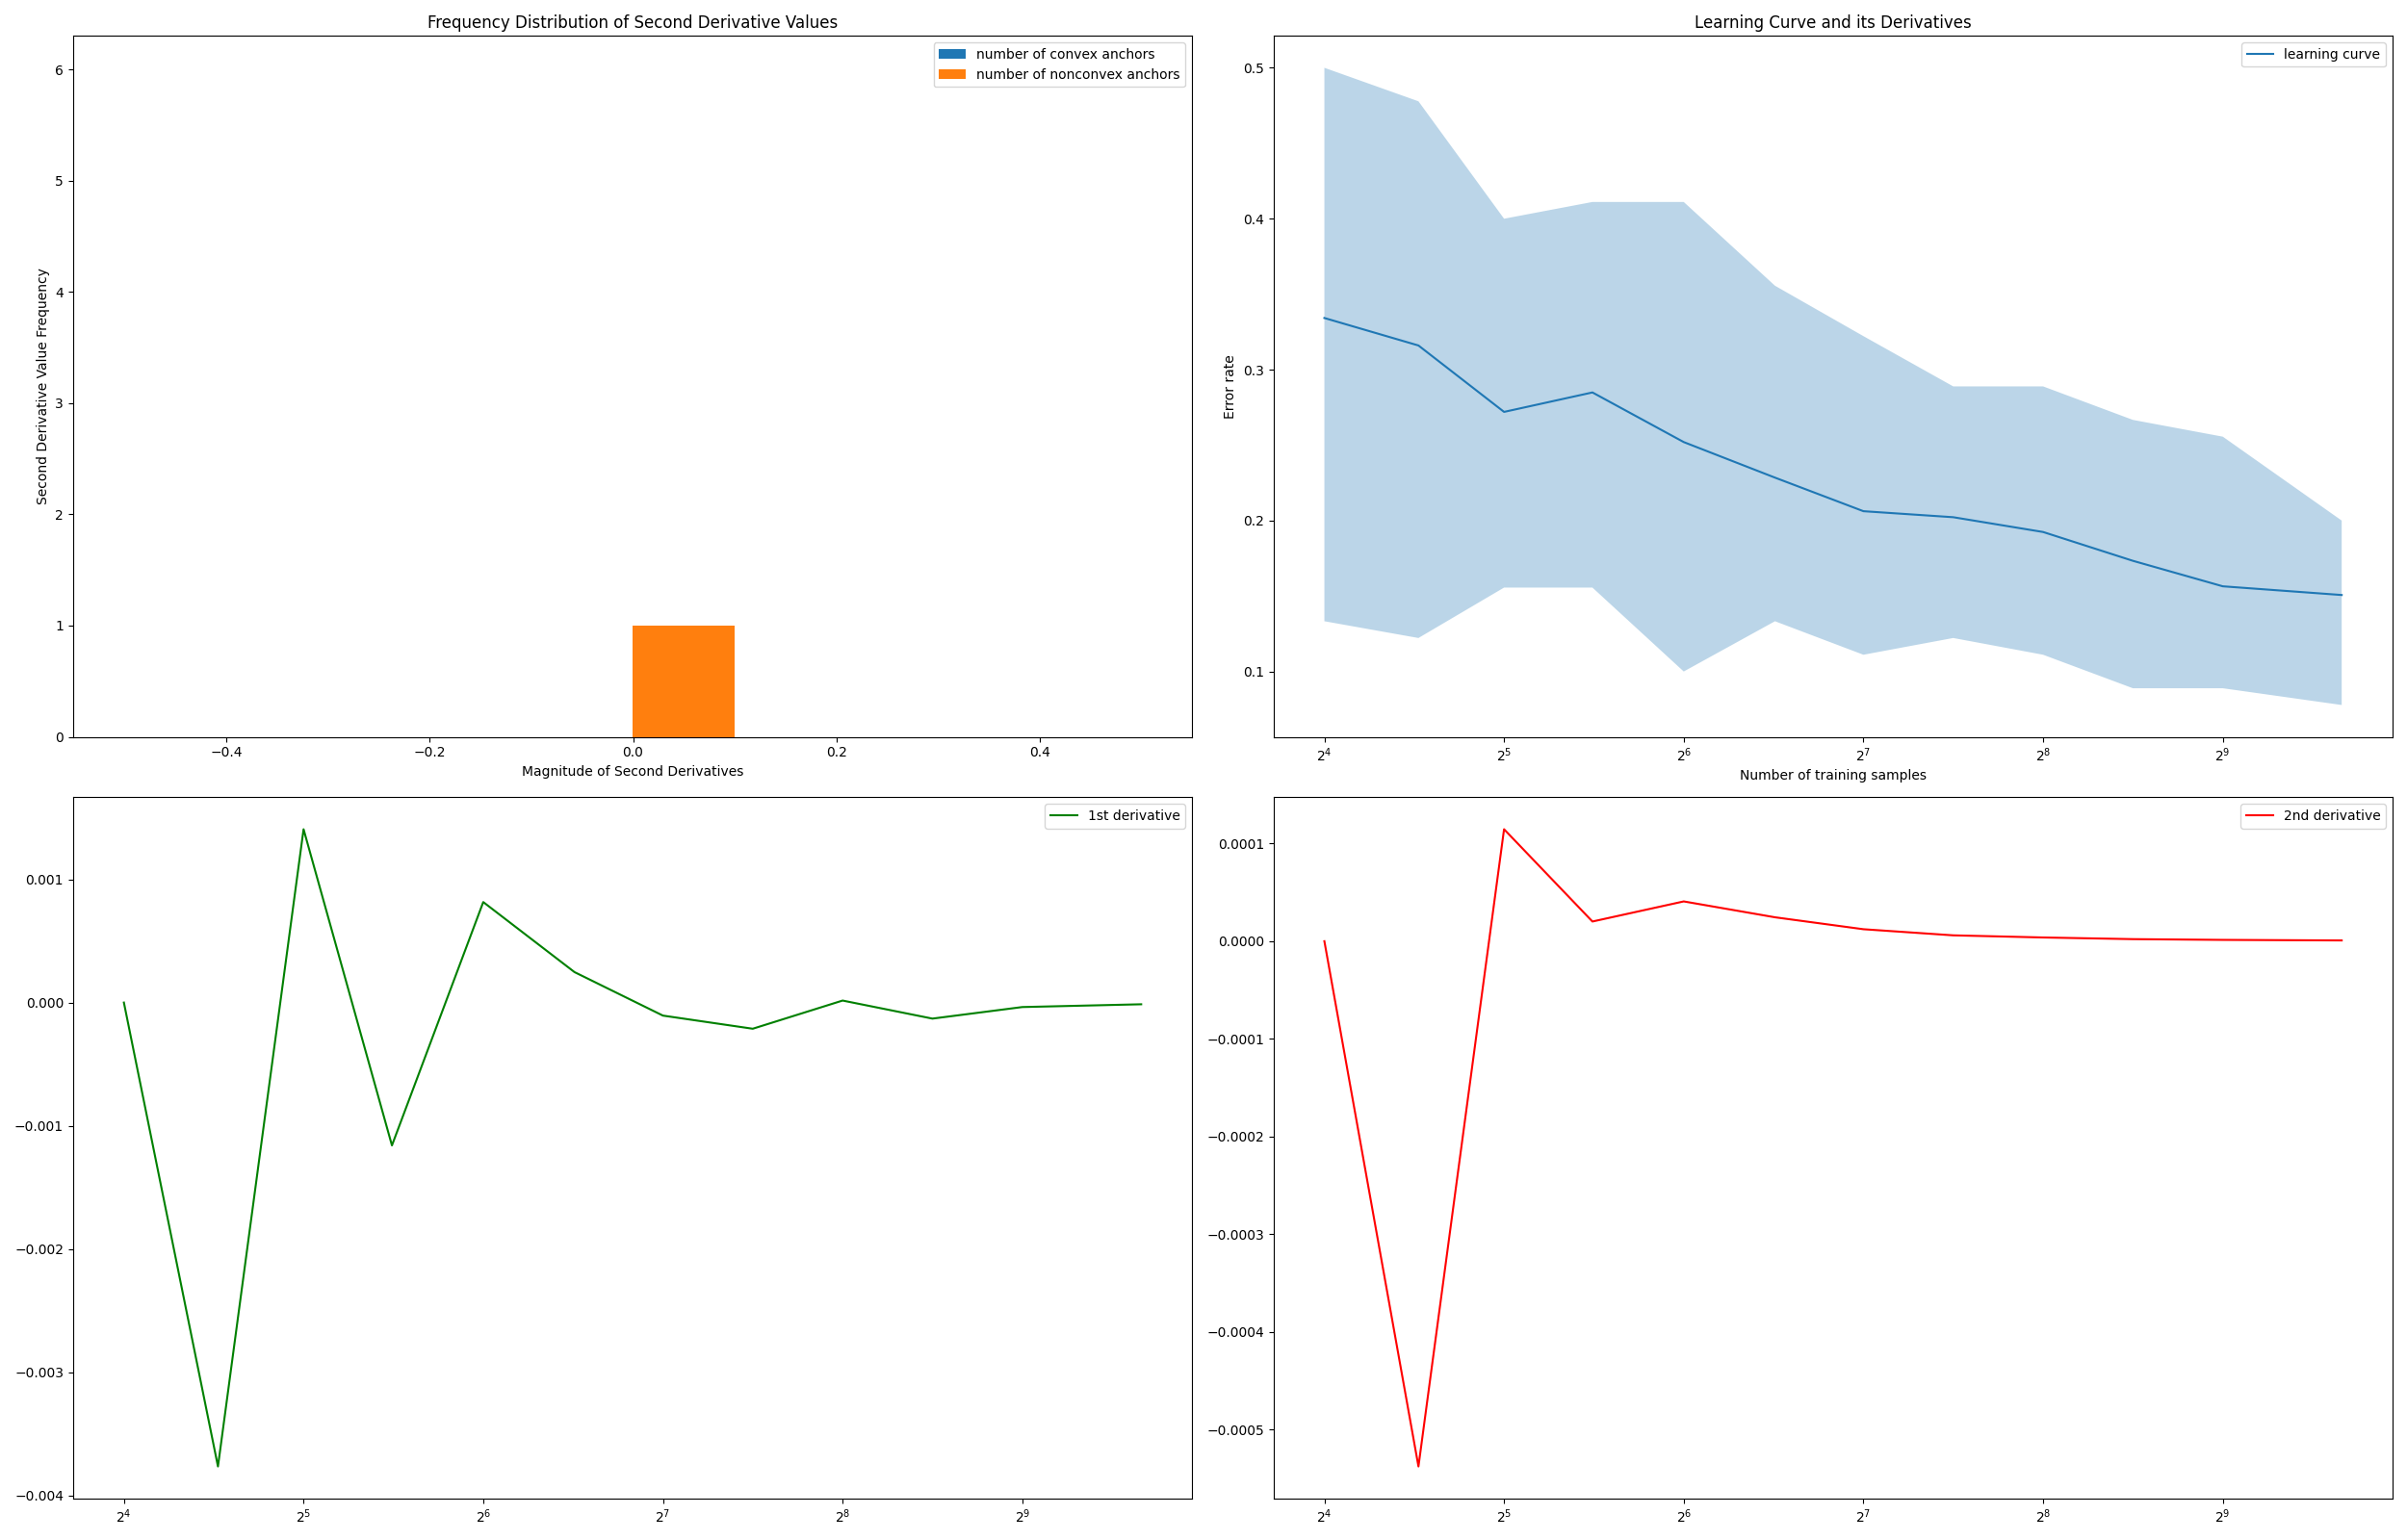 Frequency Distribution of Second Derivative Values
number of convex anchors
number of nonconvex anchors
Second Derivative Value Frequency
6
5
4
3
2
1
0
−0.4 −0.2 0.0 0.2 0.4
Magnitude of Second Derivatives
Learning Curve and its Derivatives
learning curve
Error rate
0.5
0.4
0.3
0.2
0.1
2⁴ 2⁵ 2⁶ 2⁷ 2⁸ 2⁹
Number of training samples
1st derivative
0.001
0.000
−0.001
−0.002
−0.003
−0.004
2⁴ 2⁵ 2⁶ 2⁷ 2⁸ 2⁹
2nd derivative
0.0001
0.0000
−0.0001
−0.0002
−0.0003
−0.0004
−0.0005
2⁴ 2⁵ 2⁶ 2⁷ 2⁸ 2⁹